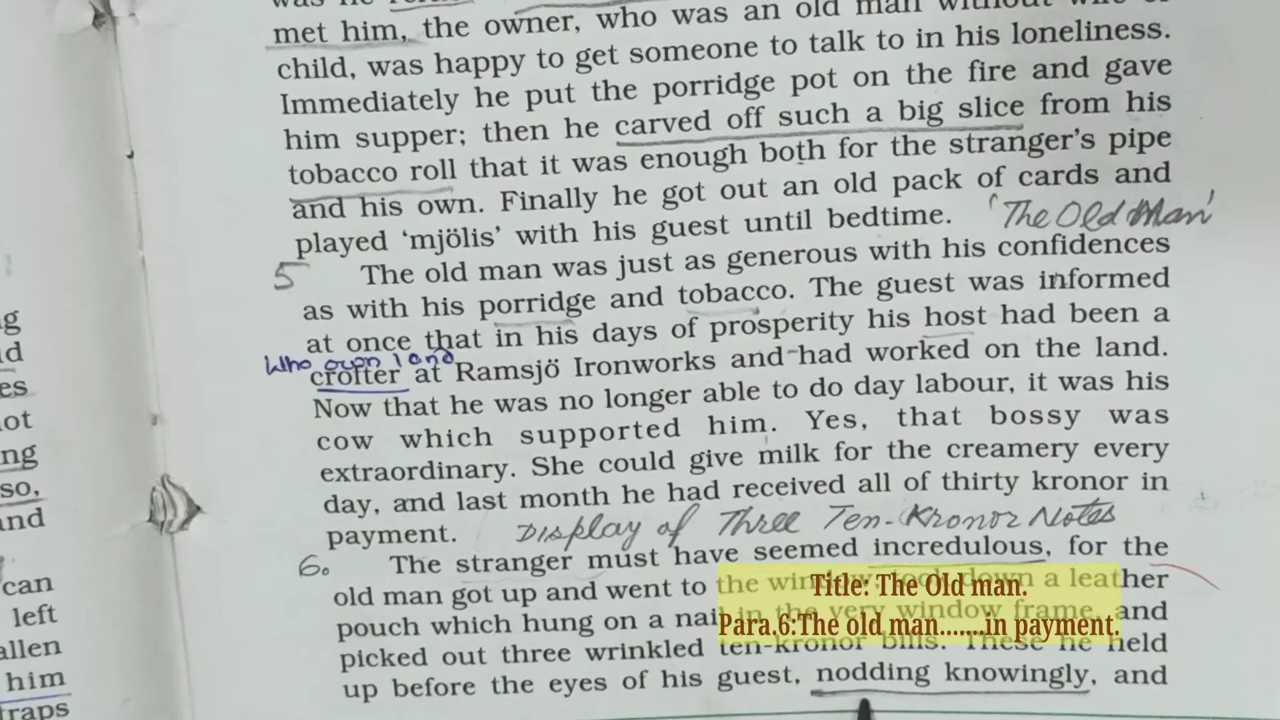 met him, the owner, who was an old man without
child, was happy to get someone to talk to in his loneliness.
Immediately he put the porridge pot on the fire and gave
him supper; then he carved off such a big slice from his
tobacco roll that it was enough both for the stranger's pipe
and his own. Finally he got out an old pack of cards and
played 'mjölis' with his guest until bedtime. 'The Old Man'
5 The old man was just as generous with his confidences
as with his porridge and tobacco. The guest was informed
at once that in his days of prosperity his host had been a
Who own land
crofter at Ramsjö Ironworks and had worked on the land.
Now that he was no longer able to do day labour, it was his
cow which supported him. Yes, that bossy was
extraordinary. She could give milk for the creamery every
day, and last month he had received all of thirty kronor in
payment. Display of Three Ten-Kronor Notes
6. The stranger must have seemed incredulous, for the
old man got up and went to the window, took down a leather
pouch which hung on a nail in the very window frame, and
picked out three wrinkled ten-kronor bills. These he held
up before the eyes of his guest, nodding knowingly, and
Title: The Old man.
Para.6:The old man.......in payment.
can
left
him